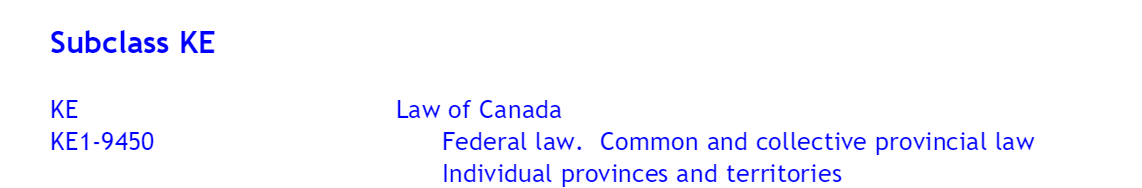 Subclass KE
KE Law of Canada
KE1-9450 Federal law.  Common and collective provincial law
Individual provinces and territories